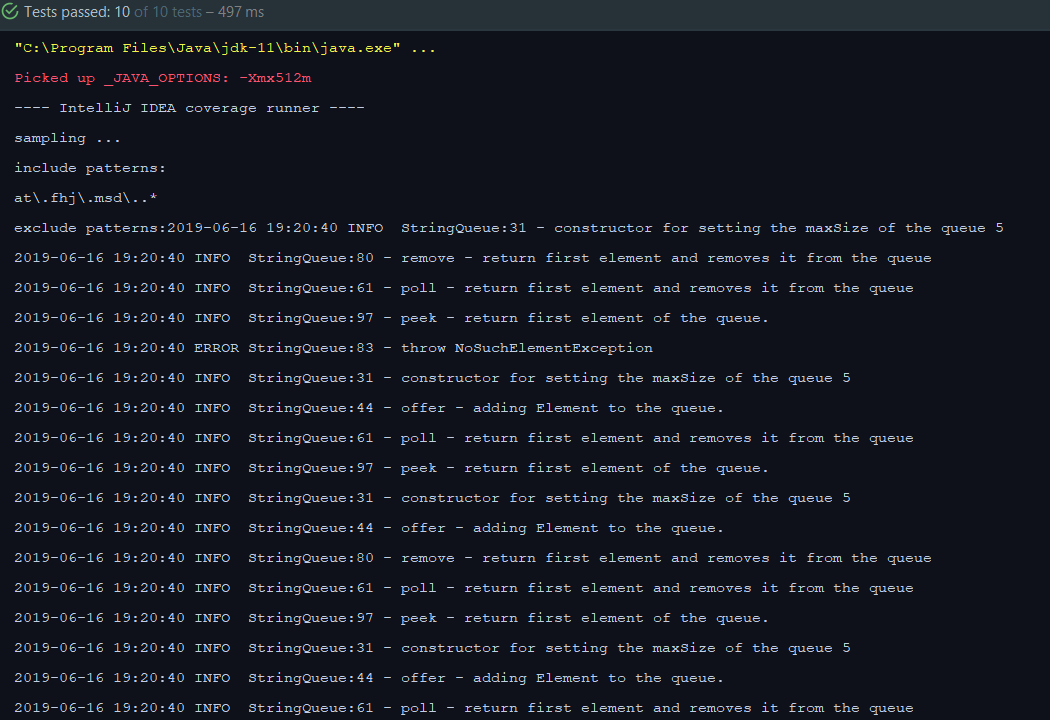 Tests passed: 10 of 10 tests – 497 ms
"C:\Program Files\Java\jdk-11\bin\java.exe" ...
Picked up _JAVA_OPTIONS: -Xmx512m
---- IntelliJ IDEA coverage runner ----
sampling ...
include patterns:
at\.fhj\.msd\..*
exclude patterns:2019-06-16 19:20:40 INFO  StringQueue:31 - constructor for setting the maxSize of the queue 5
2019-06-16 19:20:40 INFO  StringQueue:80 - remove - return first element and removes it from the queue
2019-06-16 19:20:40 INFO  StringQueue:61 - poll - return first element and removes it from the queue
2019-06-16 19:20:40 INFO  StringQueue:97 - peek - return first element of the queue.
2019-06-16 19:20:40 ERROR StringQueue:83 - throw NoSuchElementException
2019-06-16 19:20:40 INFO  StringQueue:31 - constructor for setting the maxSize of the queue 5
2019-06-16 19:20:40 INFO  StringQueue:44 - offer - adding Element to the queue.
2019-06-16 19:20:40 INFO  StringQueue:61 - poll - return first element and removes it from the queue
2019-06-16 19:20:40 INFO  StringQueue:97 - peek - return first element of the queue.
2019-06-16 19:20:40 INFO  StringQueue:31 - constructor for setting the maxSize of the queue 5
2019-06-16 19:20:40 INFO  StringQueue:44 - offer - adding Element to the queue.
2019-06-16 19:20:40 INFO  StringQueue:80 - remove - return first element and removes it from the queue
2019-06-16 19:20:40 INFO  StringQueue:61 - poll - return first element and removes it from the queue
2019-06-16 19:20:40 INFO  StringQueue:97 - peek - return first element of the queue.
2019-06-16 19:20:40 INFO  StringQueue:31 - constructor for setting the maxSize of the queue 5
2019-06-16 19:20:40 INFO  StringQueue:44 - offer - adding Element to the queue.
2019-06-16 19:20:40 INFO  StringQueue:61 - poll - return first element and removes it from the queue